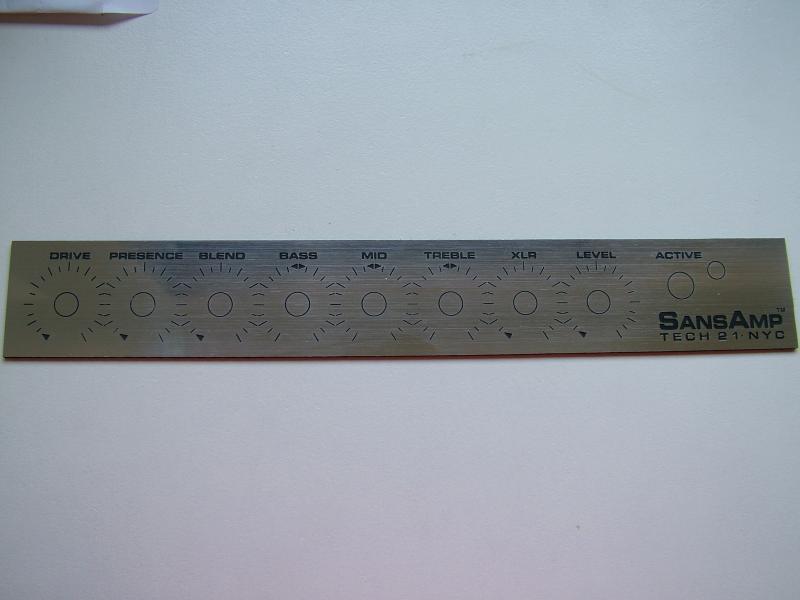 DRIVE PRESENCE BLEND BASS MID TREBLE XLR LEVEL ACTIVE
SANSAMP™
TECH 21·NYC